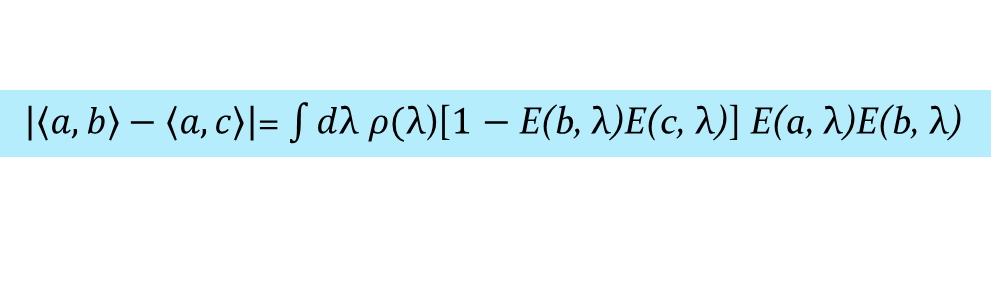 |⟨a, b⟩ − ⟨a, c⟩|= ∫ dλ ρ(λ)[1 − E(b, λ)E(c, λ)] E(a, λ)E(b, λ)